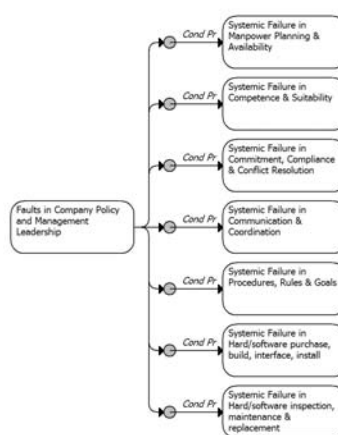 Cond Pr
Systemic Failure in
Manpower Planning &
Availability
Cond Pr
Systemic Failure in
Competence & Suitability
Cond Pr
Systemic Failure in
Commitment, Compliance
& Conflict Resolution
Faults in Company Policy
and Management
Leadership
Cond Pr
Systemic Failure in
Communication &
Coordination
Cond Pr
Systemic Failure in
Procedures, Rules & Goals
Cond Pr
Systemic Failure in
Hard/software purchase,
build, interface, install
Cond Pr
Systemic Failure in
Hard/software inspection,
maintenance &
replacement